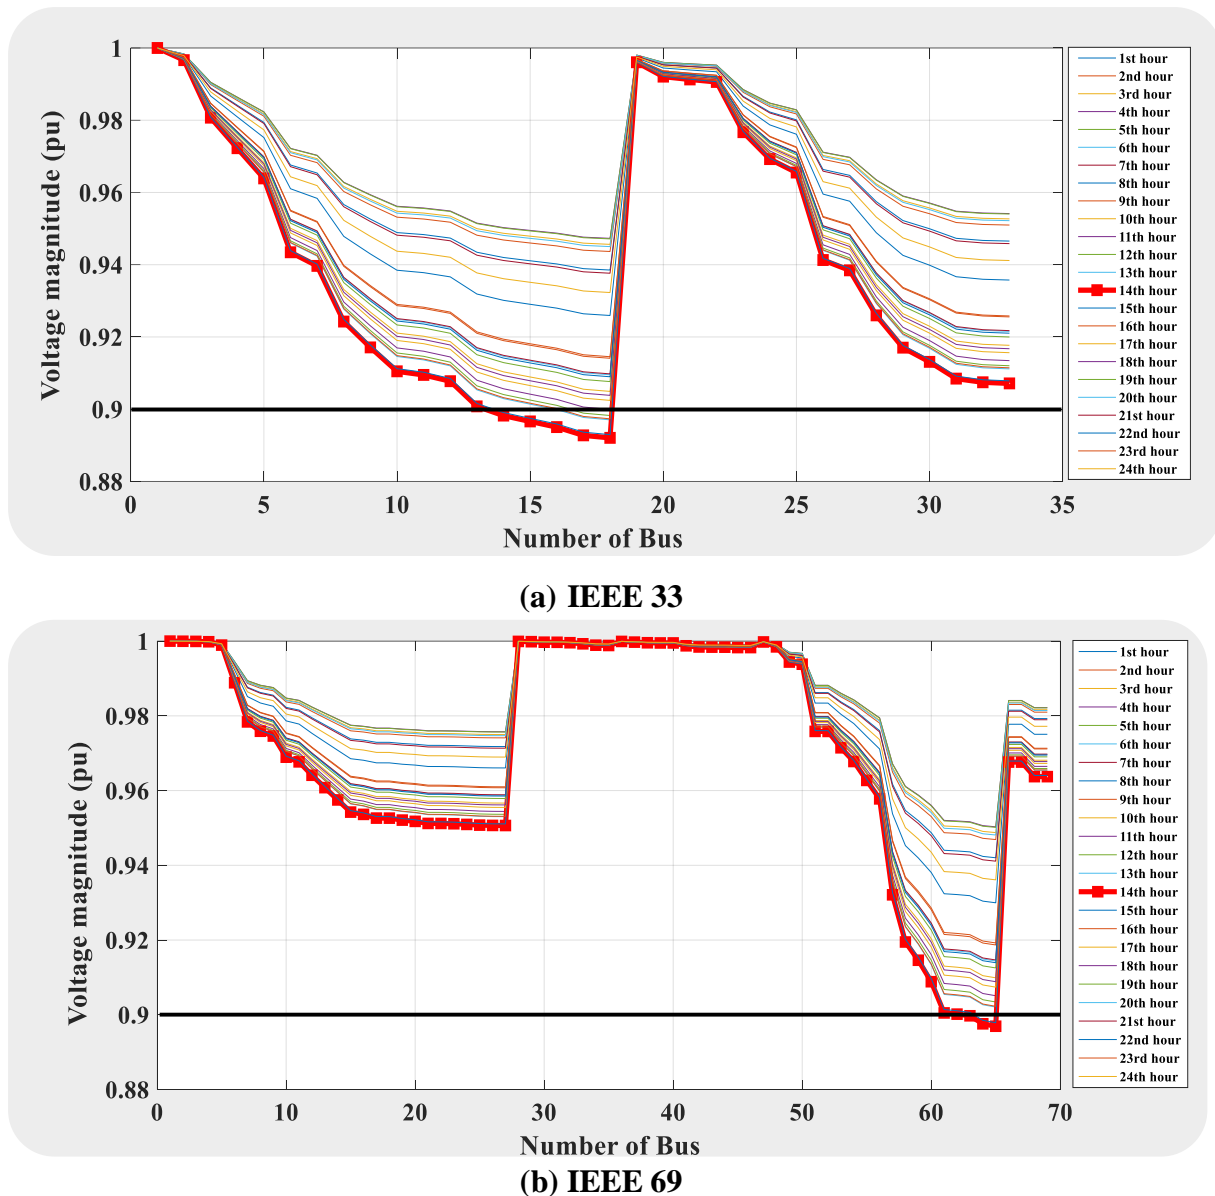 1
0.98
0.96
0.94
0.92
0.9
0.88
Voltage magnitude (pu)
0 5 10 15 20 25 30 35
Number of Bus
1st hour
2nd hour
3rd hour
4th hour
5th hour
6th hour
7th hour
8th hour
9th hour
10th hour
11th hour
12th hour
13th hour
14th hour
15th hour
16th hour
17th hour
18th hour
19th hour
20th hour
21st hour
22nd hour
23rd hour
24th hour
(a) IEEE 33
1
0.98
0.96
0.94
0.92
0.9
0.88
Voltage magnitude (pu)
0 10 20 30 40 50 60 70
Number of Bus
1st hour
2nd hour
3rd hour
4th hour
5th hour
6th hour
7th hour
8th hour
9th hour
10th hour
11th hour
12th hour
13th hour
14th hour
15th hour
16th hour
17th hour
18th hour
19th hour
20th hour
21st hour
22nd hour
23rd hour
24th hour
(b) IEEE 69